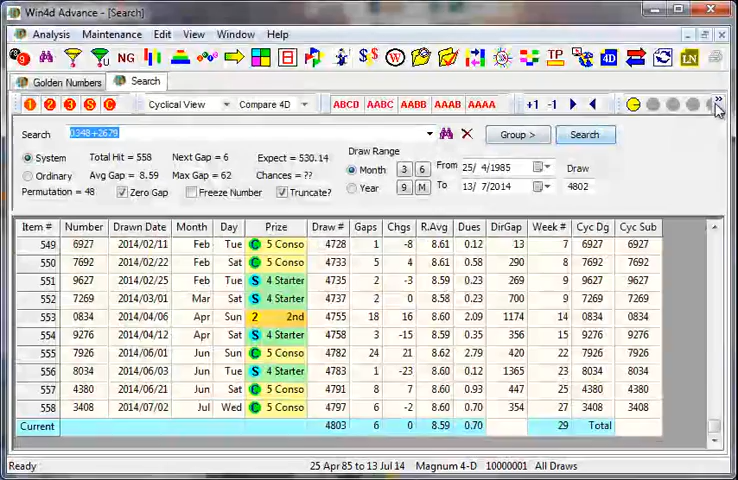 Win4d Advance - [Search]
Analysis Maintenance Edit View Window Help
NG $ W TP 4D LN
Golden Numbers Search
1 2 3 S C Cyclical View Compare 4D ABCD AABC AABB AAAB AAAA +1 -1
Search 0348+2679 Group > Search
System Total Hit = 558 Next Gap = 6 Expect = 530.14 Draw Range
Ordinary Avg Gap = 8.59 Max Gap = 62 Chances = ?? Month 3 6 From 25/ 4/1985 Draw
Permutation = 48 Zero Gap Freeze Number Truncate? Year 9 M To 13/ 7/2014 4802
Item # Number Drawn Date Month Day Prize Draw # Gaps Chgs R.Avg Dues DirGap Week # Cyc Dg Cyc Sub
549 6927 2014/02/11 Feb Tue C 5 Conso 4728 1 -8 8.61 0.12 13 7 6927 6927
550 7692 2014/02/22 Feb Sat C 5 Conso 4733 5 4 8.61 0.58 290 8 7692 7692
551 9627 2014/02/25 Feb Tue S 4 Starter 4735 2 -3 8.59 0.23 257 9 9627 9627
552 7269 2014/03/01 Mar Sat S 4 Starter 4737 2 0 8.58 0.23 700 9 7269 7269
553 0834 2014/04/06 Apr Sun 2 2nd 4755 18 16 8.60 2.09 1174 14 0834 0834
554 9276 2014/04/12 Apr Sat S 4 Starter 4758 3 -15 8.59 0.35 356 15 9276 9276
555 7926 2014/06/01 Jun Sun C 5 Conso 4782 24 21 8.62 2.79 420 22 7926 7926
556 8034 2014/06/03 Jun Tue S 4 Starter 4783 1 -23 8.60 0.12 1365 23 8034 8034
557 4380 2014/06/21 Jun Sat C 5 Conso 4791 8 7 8.60 0.93 447 25 4380 4380
558 3408 2014/07/02 Jul Wed C 5 Conso 4797 6 -2 8.60 0.70 354 27 3408 3408
Current 4803 6 0 8.59 0.70 29 Total
Ready 25 Apr 85 to 13 Jul 14 Magnum 4-D 10000001 All Draws